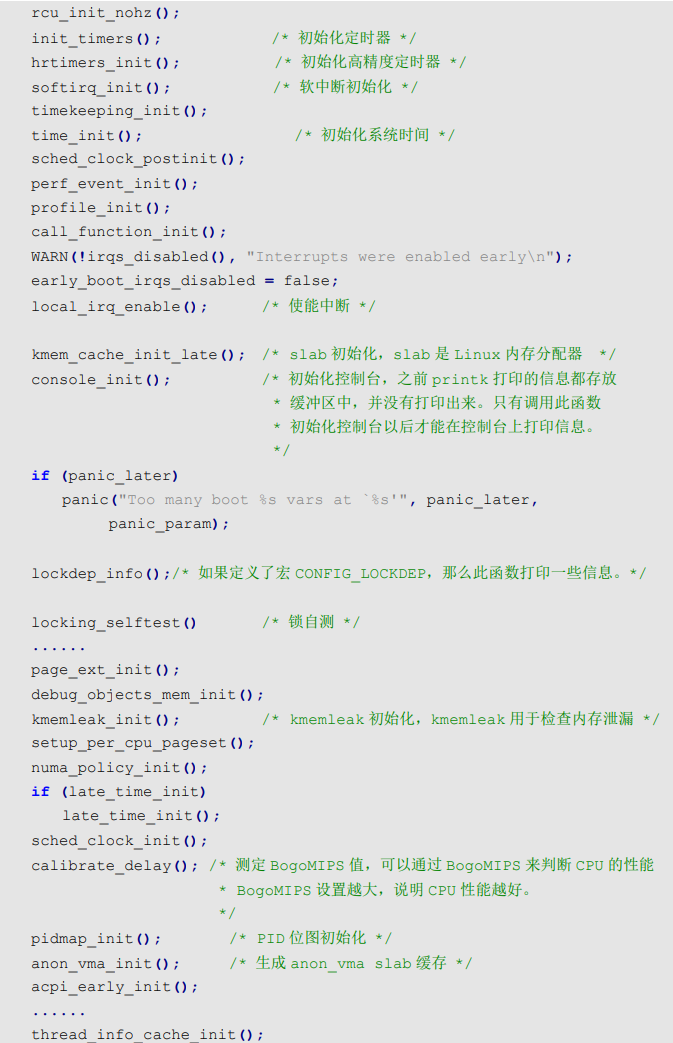 rcu_init_nohz();
init_timers(); /* 初始化定时器 */
hrtimers_init(); /* 初始化高精度定时器 */
softirq_init(); /* 软中断初始化 */
timekeeping_init();
time_init(); /* 初始化系统时间 */
sched_clock_postinit();
perf_event_init();
profile_init();
call_function_init();
WARN(!irqs_disabled(), "Interrupts were enabled early\n");
early_boot_irqs_disabled = false;
local_irq_enable(); /* 使能中断 */
kmem_cache_init_late(); /* slab 初始化，slab 是 Linux 内存分配器 */
console_init(); /* 初始化控制台，之前 printk 打印的信息都存放
* 缓冲区中，并没有打印出来。只有调用此函数
* 初始化控制台以后才能在控制台上打印信息。
*/
if (panic_later)
panic("Too many boot %s vars at `%s'", panic_later,
panic_param);
lockdep_info();/* 如果定义了宏 CONFIG_LOCKDEP，那么此函数打印一些信息。*/
locking_selftest() /* 锁自测 */
......
page_ext_init();
debug_objects_mem_init();
kmemleak_init(); /* kmemleak 初始化，kmemleak 用于检查内存泄漏 */
setup_per_cpu_pageset();
numa_policy_init();
if (late_time_init)
late_time_init();
sched_clock_init();
calibrate_delay(); /* 测定 BogoMIPS 值，可以通过 BogoMIPS 来判断 CPU 的性能
* BogoMIPS 设置越大，说明 CPU 性能越好。
*/
pidmap_init(); /* PID 位图初始化 */
anon_vma_init(); /* 生成 anon_vma slab 缓存 */
acpi_early_init();
......
thread_info_cache_init();